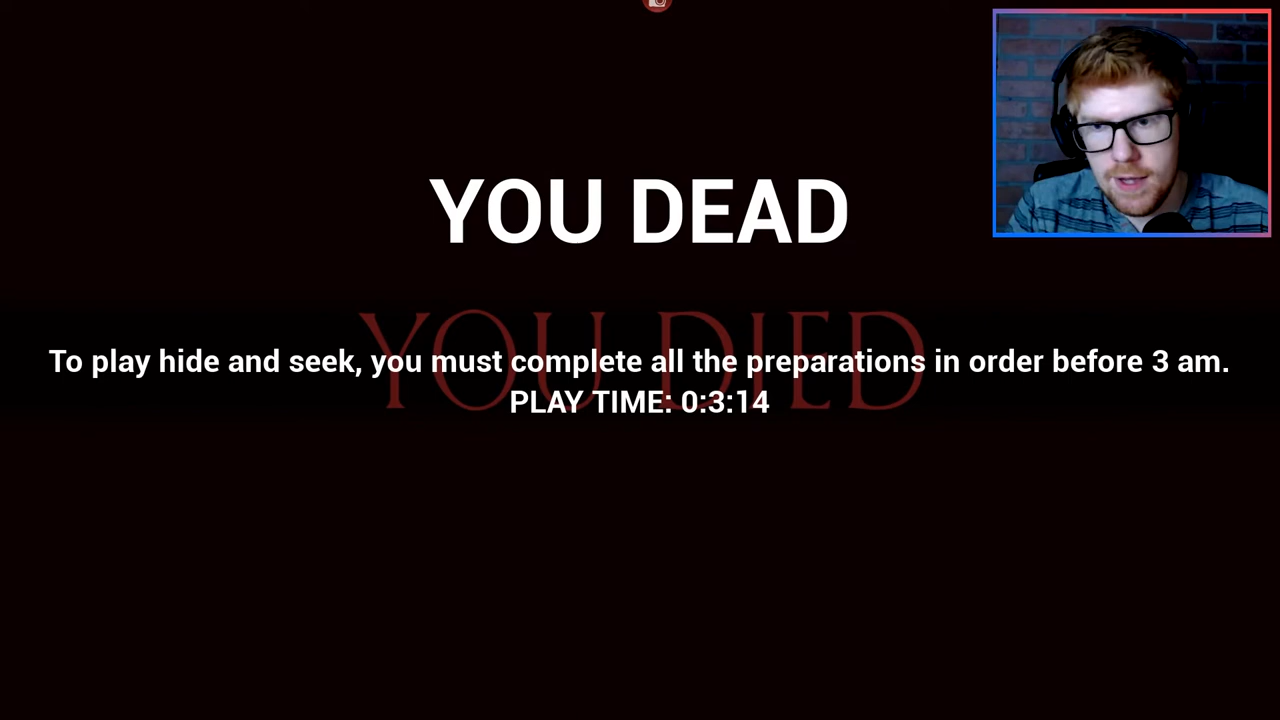 YOU DEAD
YOU DIED
To play hide and seek, you must complete all the preparations in order before 3 am.
PLAY TIME: 0:3:14